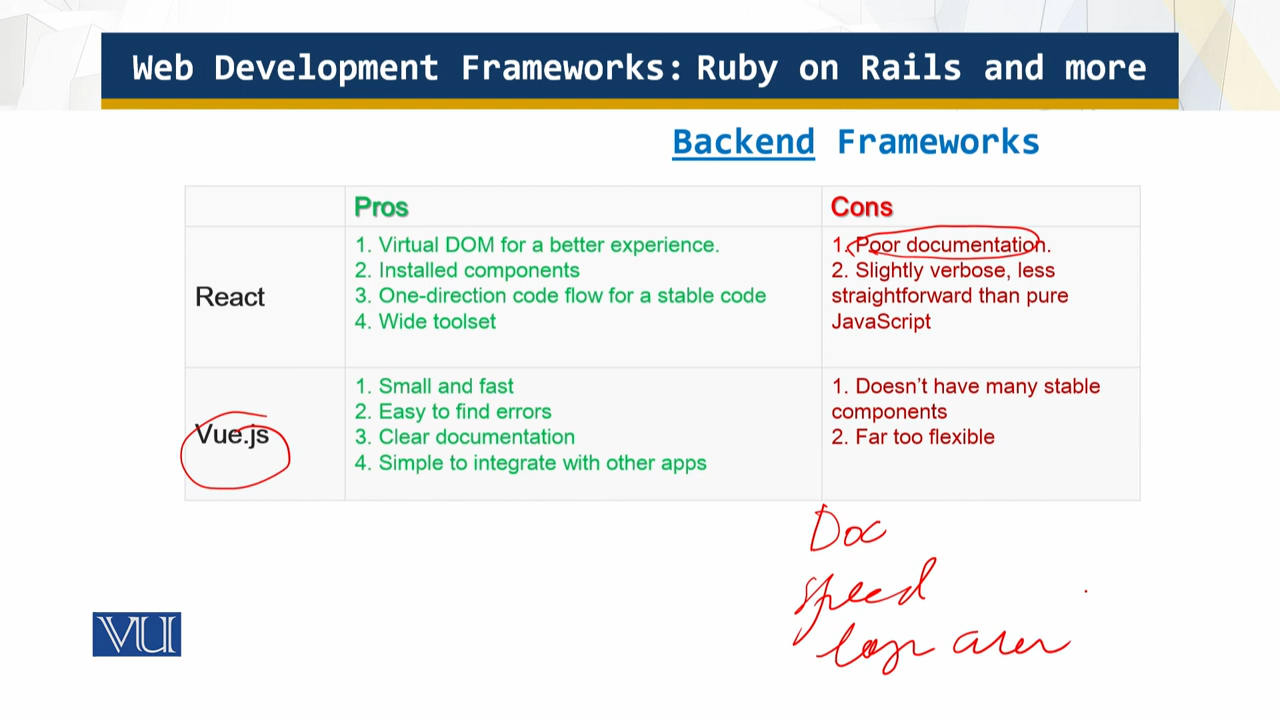 Web Development Frameworks: Ruby on Rails and more
Backend Frameworks
Pros
Cons
React
1. Virtual DOM for a better experience.
2. Installed components
3. One-direction code flow for a stable code
4. Wide toolset
1. Poor documentation.
2. Slightly verbose, less
straightforward than pure
JavaScript
Vue.js
1. Small and fast
2. Easy to find errors
3. Clear documentation
4. Simple to integrate with other apps
1. Doesn't have many stable
components
2. Far too flexible
Doc
speed
VU